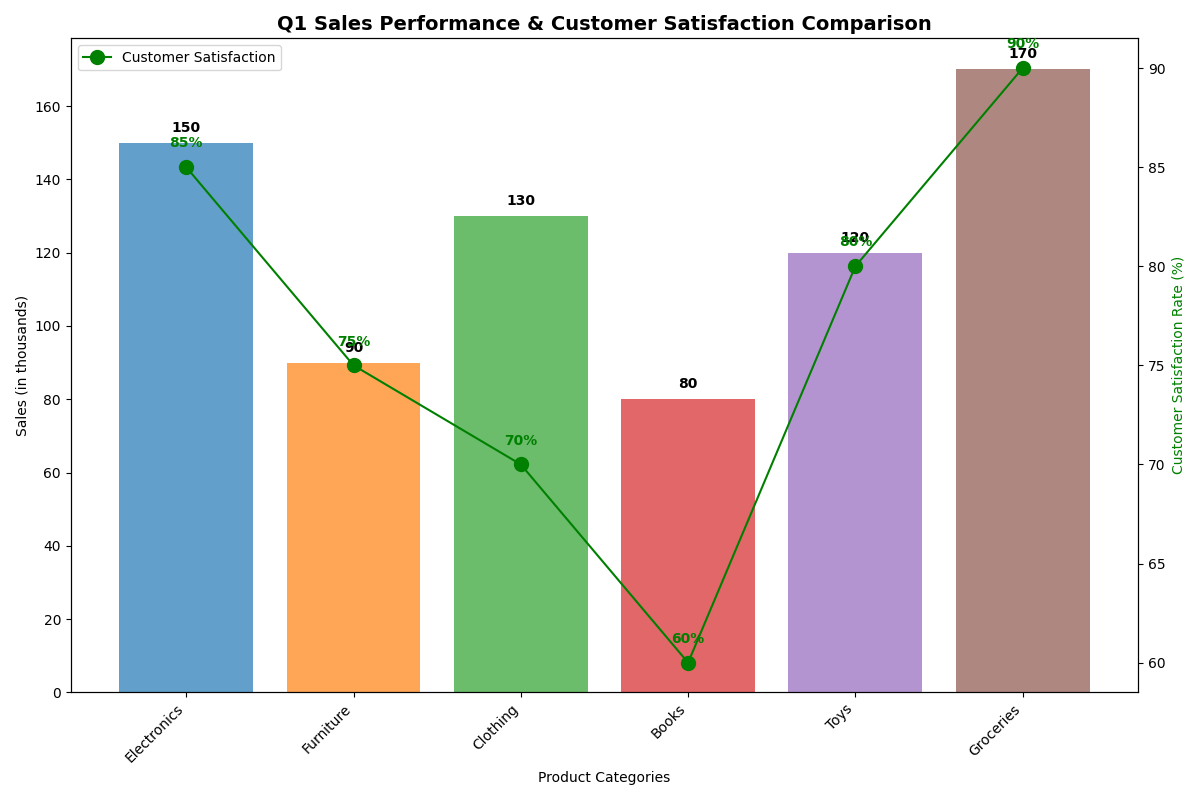 Q1 Sales Performance & Customer Satisfaction Comparison
Customer Satisfaction
Sales (in thousands)
0
20
40
60
80
100
120
140
160
150
85%
90
75%
130
70%
80
60%
120
80%
170
90%
60
65
70
75
80
85
90
Customer Satisfaction Rate (%)
Electronics
Furniture
Clothing
Books
Toys
Groceries
Product Categories